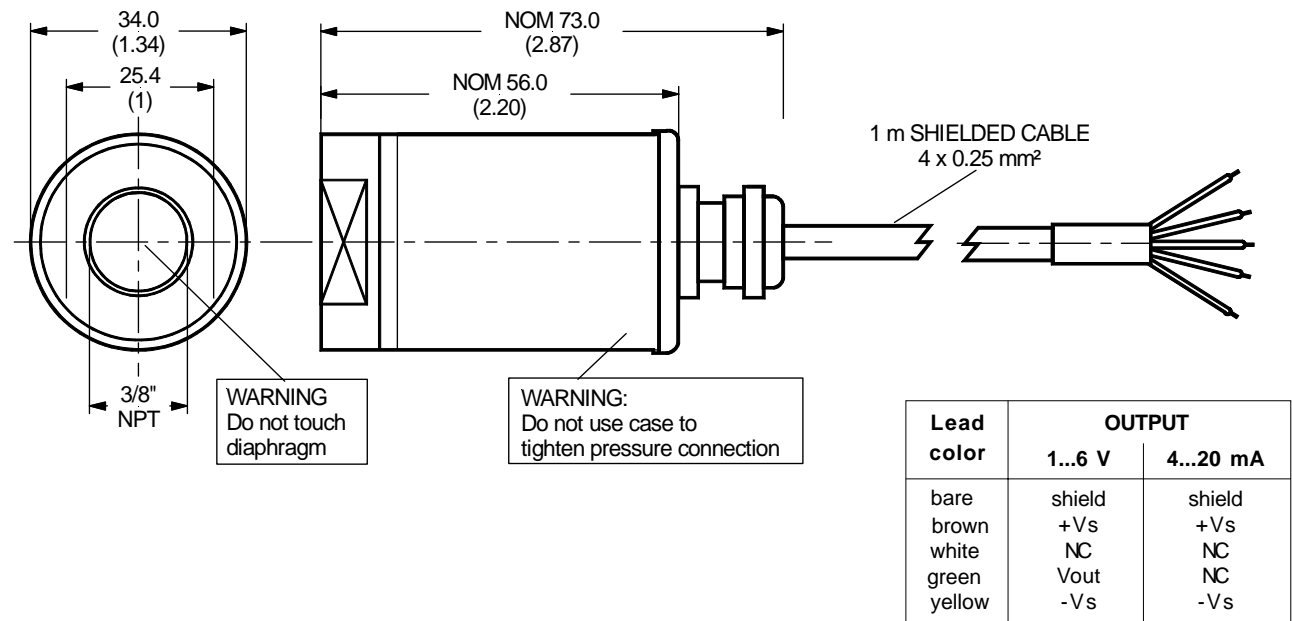 34.0
(1.34)
25.4
(1)
NOM 73.0
(2.87)
NOM 56.0
(2.20)
1 m SHIELDED CABLE
4 x 0.25 mm²
3/8"
NPT
WARNING
Do not touch
diaphragm
WARNING:
Do not use case to
tighten pressure connection
Lead color OUTPUT
1...6 V 4...20 mA
bare shield shield
brown +Vs +Vs
white NC NC
green Vout NC
yellow -Vs -Vs